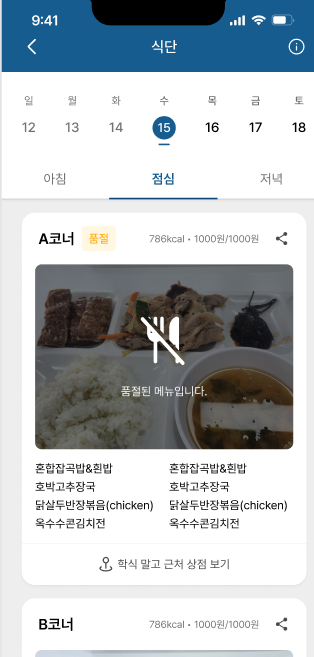 9:41
식단
일 월 화 수 목 금 토
12 13 14 15 16 17 18
아침 점심 저녁
A코너 품절 786kcal • 1000원/1000원
품절된 메뉴입니다.
혼합잡곡밥&흰밥 혼합잡곡밥&흰밥
호박고추장국 호박고추장국
닭살두반장볶음(chicken) 닭살두반장볶음(chicken)
옥수수콘김치전 옥수수콘김치전
학식 말고 근처 상점 보기
B코너 786kcal • 1000원/1000원